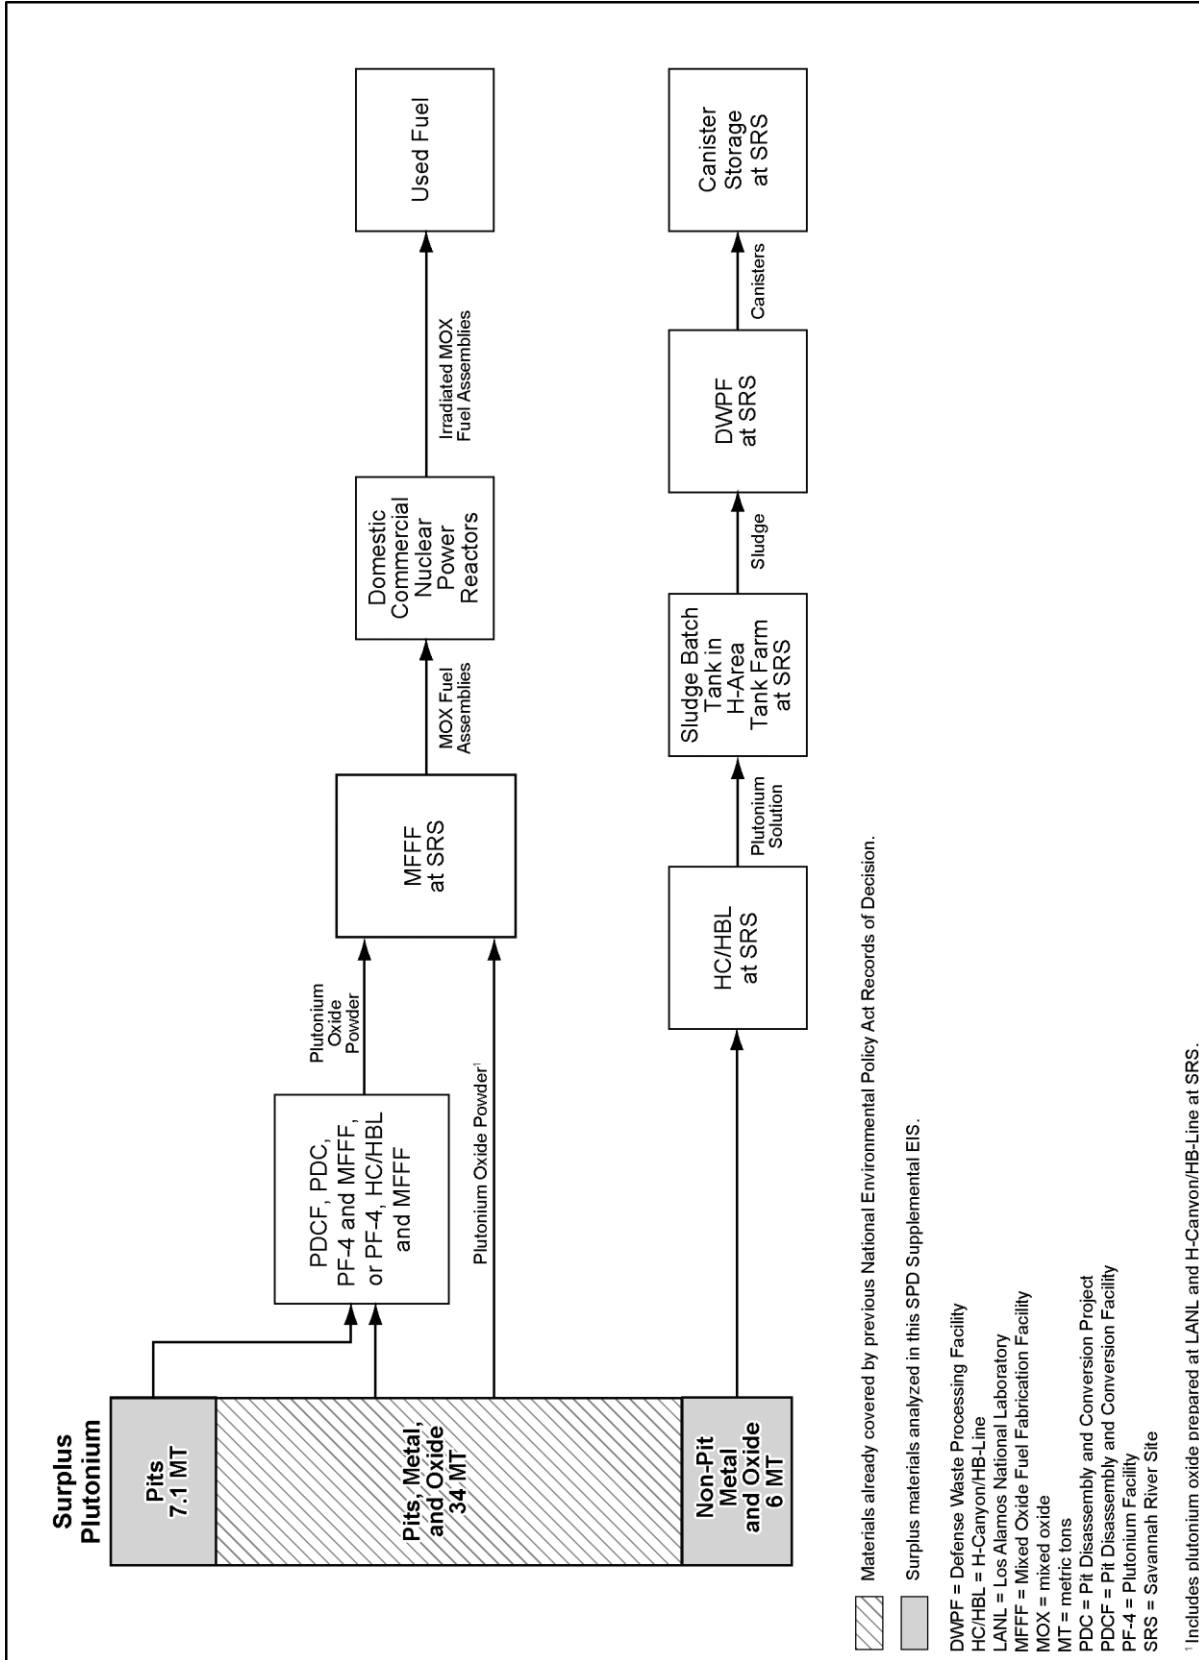 Surplus
Plutonium
Pits
7.1 MT
Pits, Metal,
and Oxide
34 MT
Non-Pit
Metal
and Oxide
6 MT
PDCF, PDC,
PF-4 and MFFF,
or PF-4, HC/HBL
and MFFF
Plutonium
Oxide
Powder
Plutonium Oxide Powder¹
MFFF
at SRS
MOX Fuel
Assemblies
Domestic
Commercial
Nuclear
Power
Reactors
Irradiated MOX
Fuel Assemblies
Used Fuel
HC/HBL
at SRS
Plutonium
Solution
Sludge Batch
Tank in
H-Area
Tank Farm
at SRS
Sludge
DWPF
at SRS
Canisters
Canister
Storage
at SRS
Materials already covered by previous National Environmental Policy Act Records of Decision.
Surplus materials analyzed in this SPD Supplemental EIS.
DWPF = Defense Waste Processing Facility
HC/HBL = H-Canyon/HB-Line
LANL = Los Alamos National Laboratory
MFFF = Mixed Oxide Fuel Fabrication Facility
MOX = mixed oxide
MT = metric tons
PDC = Pit Disassembly and Conversion Project
PDCF = Pit Disassembly and Conversion Facility
PF-4 = Plutonium Facility
SRS = Savannah River Site
¹ Includes plutonium oxide prepared at LANL and H-Canyon/HB-Line at SRS.